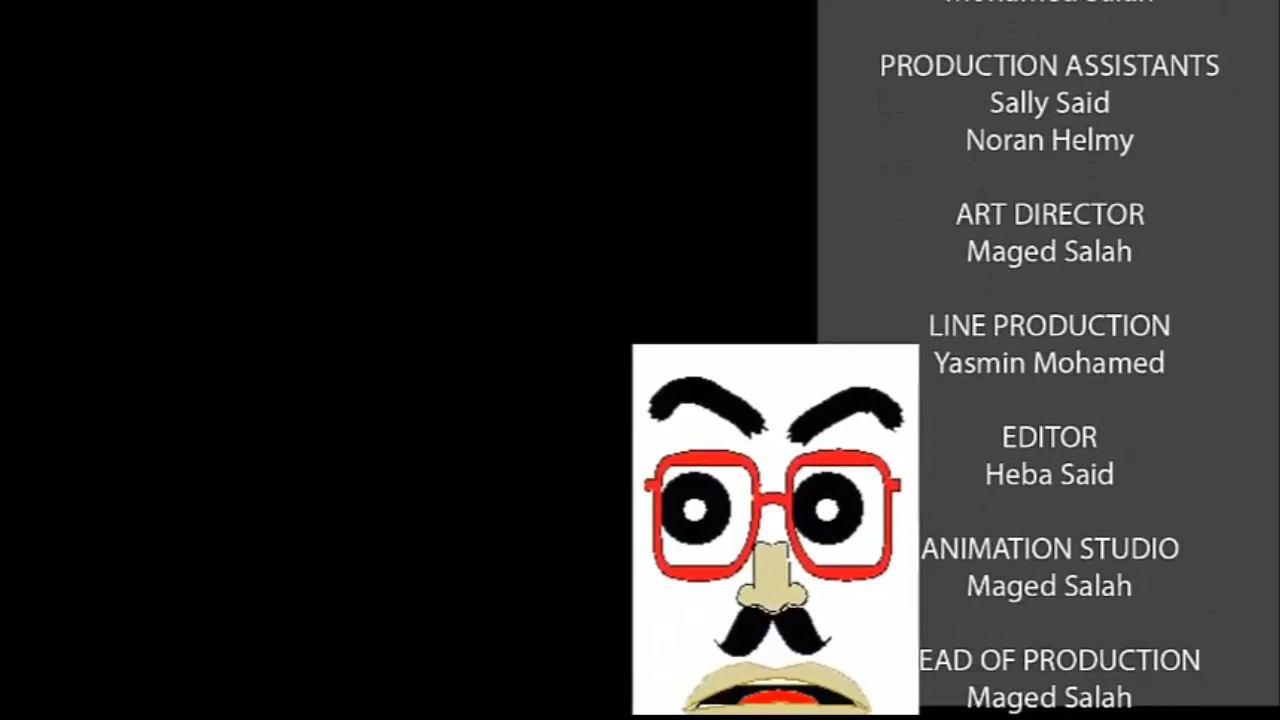 PRODUCTION ASSISTANTS
Sally Said
Noran Helmy
ART DIRECTOR
Maged Salah
LINE PRODUCTION
Yasmin Mohamed
EDITOR
Heba Said
ANIMATION STUDIO
Maged Salah
EAD OF PRODUCTION
Maged Salah